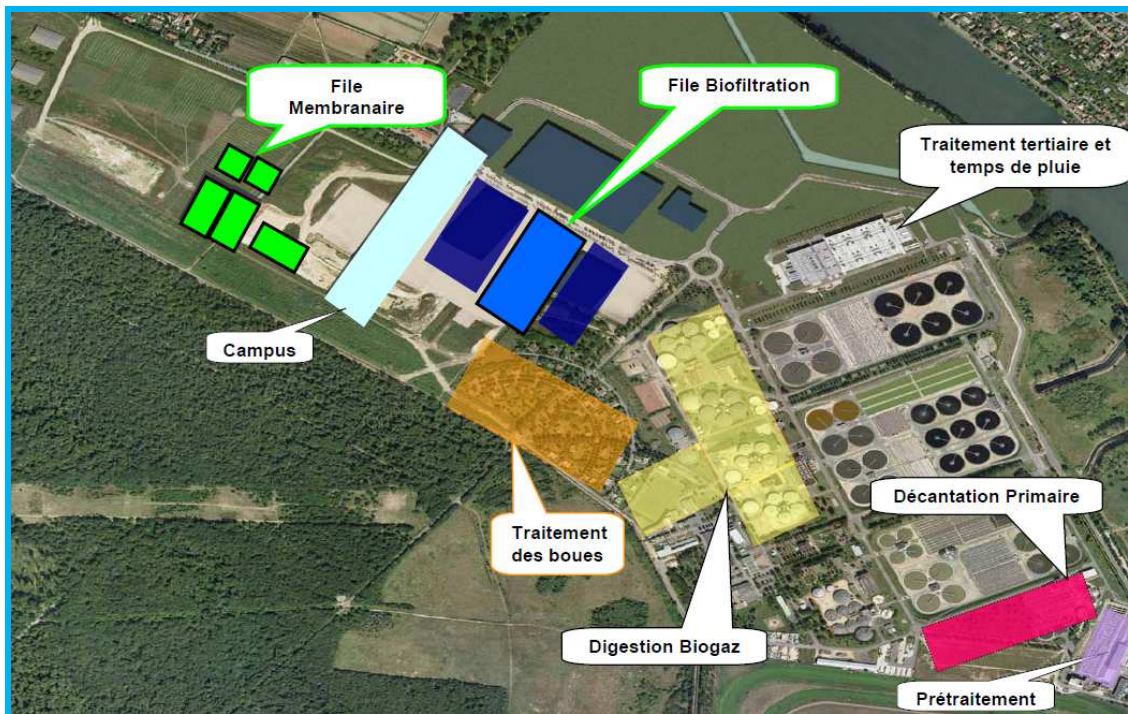 File
Membranaire
File Biofiltration
Traitement tertiaire et
temps de pluie
Campus
Décantation Primaire
Traitement
des boues
Digestion Biogaz
Prétraitement